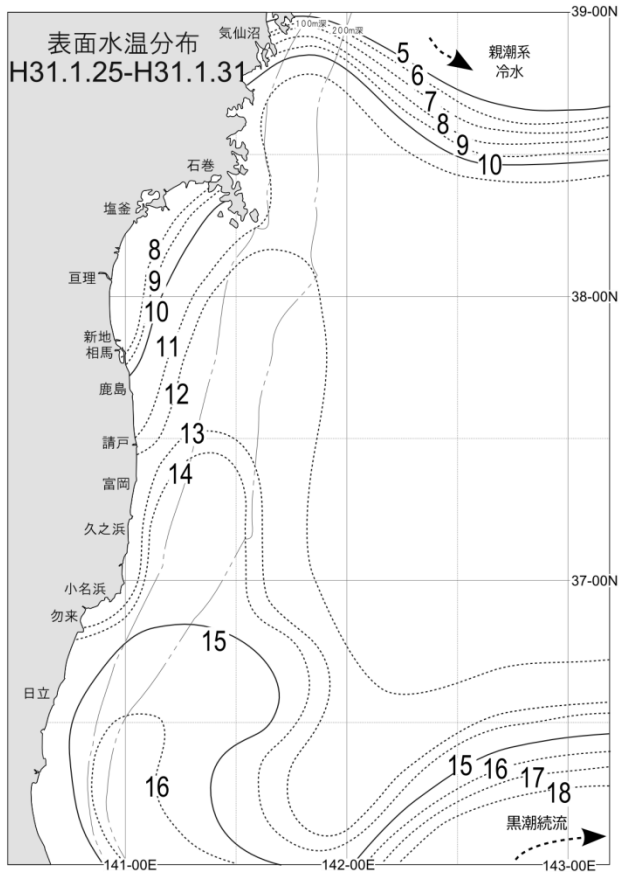 39-00N
気仙沼
100m深
200m深
表面水温分布
H31.1.25-H31.1.31
親潮系
冷水
5
6
7
8
9
10
石巻
塩釜
8
亘理
9
38-00N
10
新地
11
相馬
鹿島
12
13
請戸
14
富岡
久之浜
37-00N
小名浜
勿来
15
日立
15
16
16
17
18
黒潮続流
141-00E
142-00E
143-00E